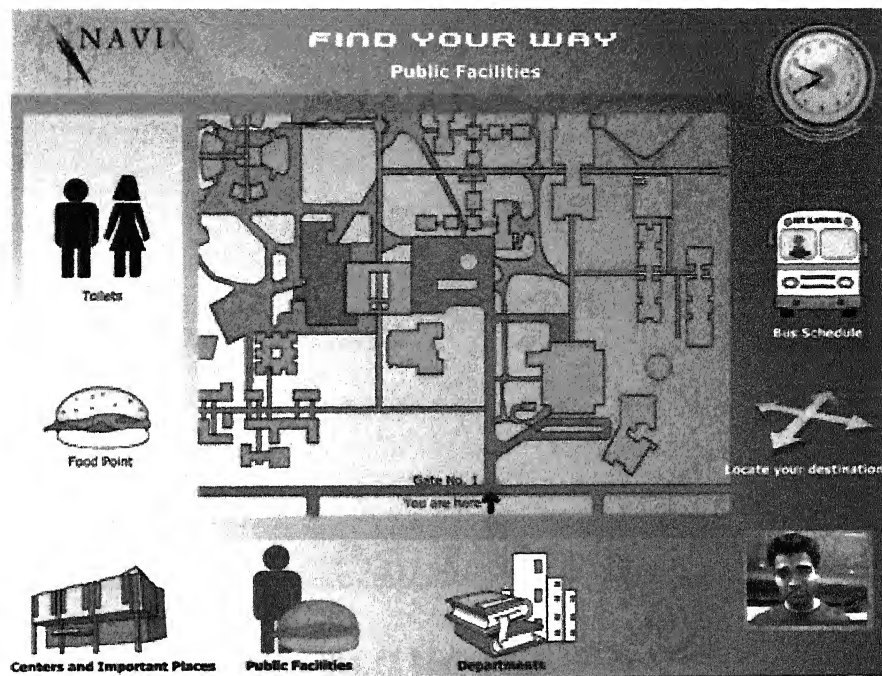 NAVIK
FIND YOUR WAY
Public Facilities
Toilets
Food Point
Bus Schedule
Locate your destination
Gate No. 1
You are here
Centers and Important Places
Public Facilities
Departments